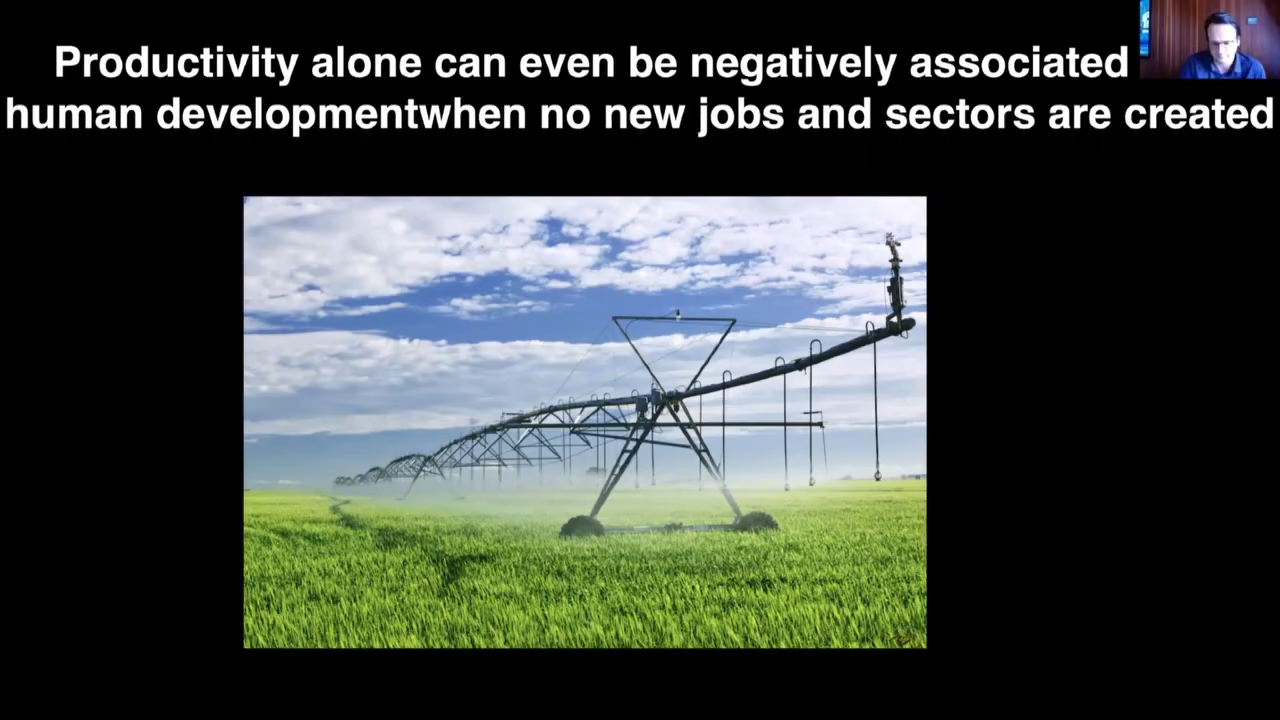 Productivity alone can even be negatively associated
human developmentwhen no new jobs and sectors are created